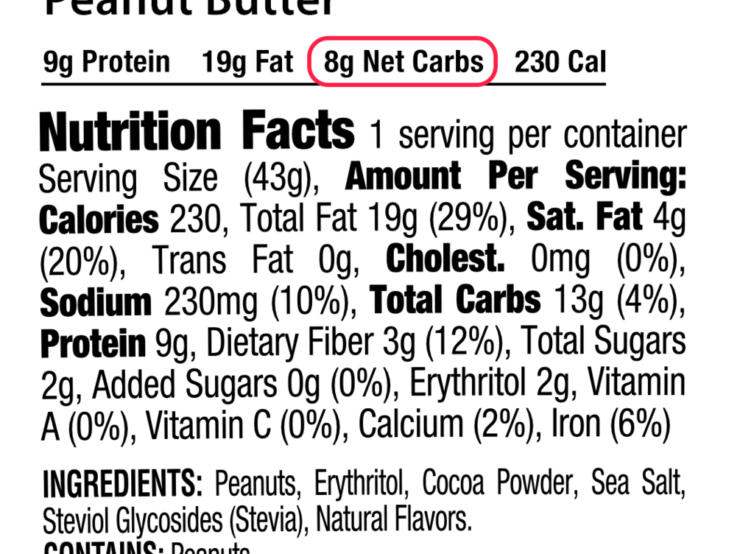 Peanut Butter
9g Protein 19g Fat 8g Net Carbs 230 Cal
Nutrition Facts 1 serving per container
Serving Size (43g), Amount Per Serving:
Calories 230, Total Fat 19g (29%), Sat. Fat 4g
(20%), Trans Fat 0g, Cholest. 0mg (0%),
Sodium 230mg (10%), Total Carbs 13g (4%),
Protein 9g, Dietary Fiber 3g (12%), Total Sugars
2g, Added Sugars 0g (0%), Erythritol 2g, Vitamin
A (0%), Vitamin C (0%), Calcium (2%), Iron (6%)
INGREDIENTS: Peanuts, Erythritol, Cocoa Powder, Sea Salt,
Steviol Glycosides (Stevia), Natural Flavors.
CONTAINS: Peanuts